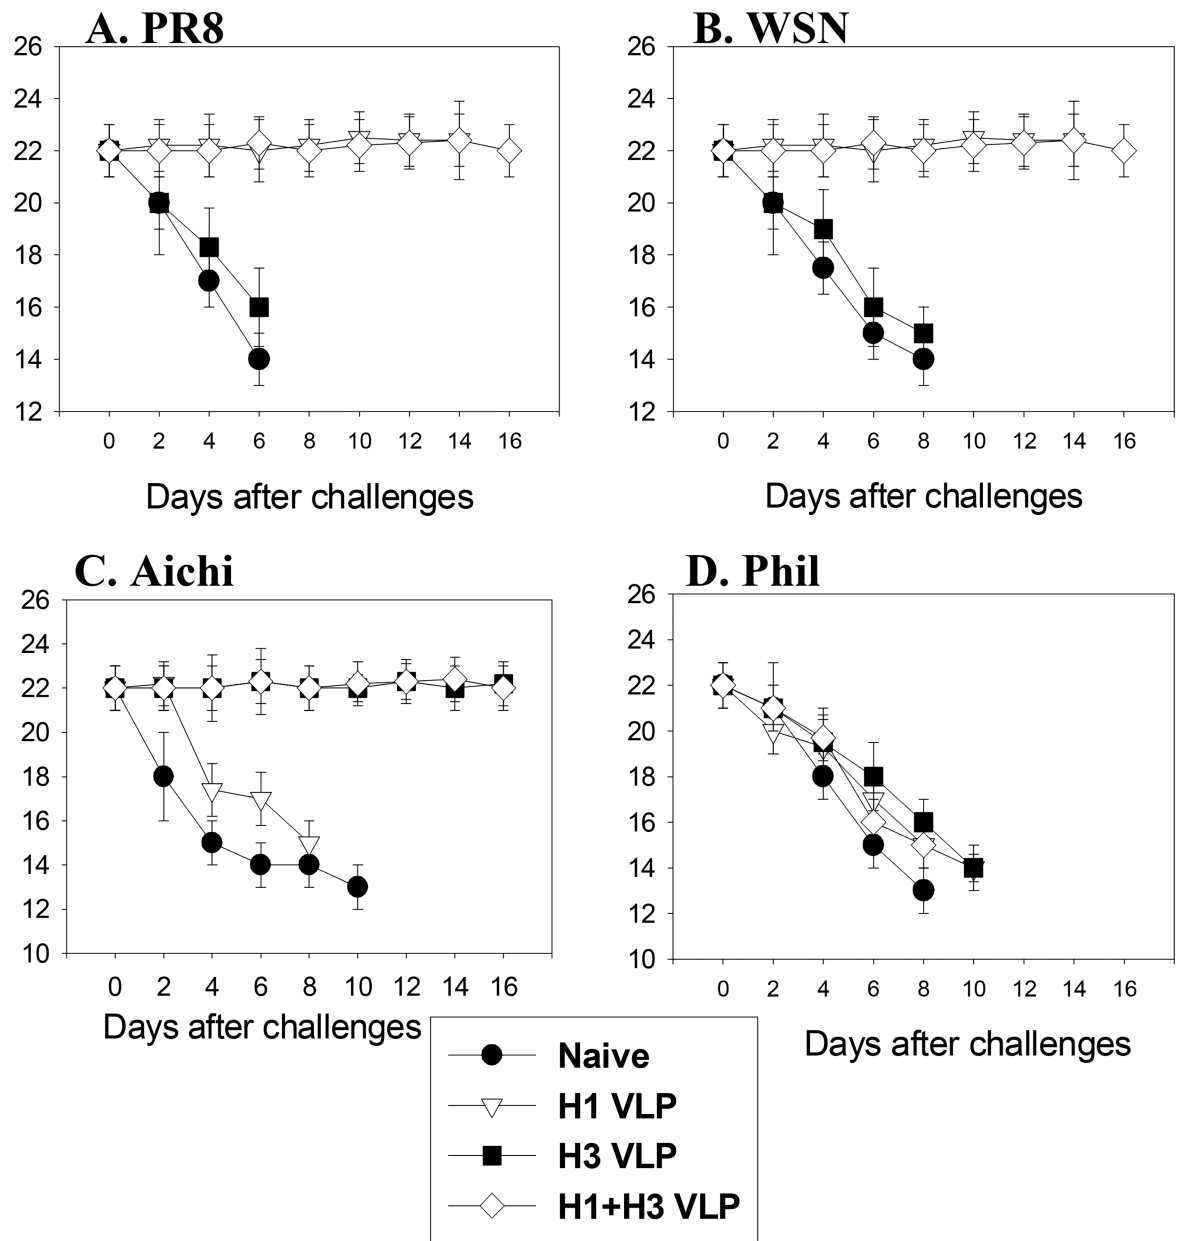 A. PR8
26
24
22
20
18
16
14
12
0 2 4 6 8 10 12 14 16
Days after challenges
B. WSN
26
24
22
20
18
16
14
12
0 2 4 6 8 10 12 14 16
Days after challenges
C. Aichi
26
24
22
20
18
16
14
12
10
0 2 4 6 8 10 12 14 16
Days after challenges
D. Phil
26
24
22
20
18
16
14
12
10
0 2 4 6 8 10 12 14 16
Days after challenges
Naive
H1 VLP
H3 VLP
H1+H3 VLP